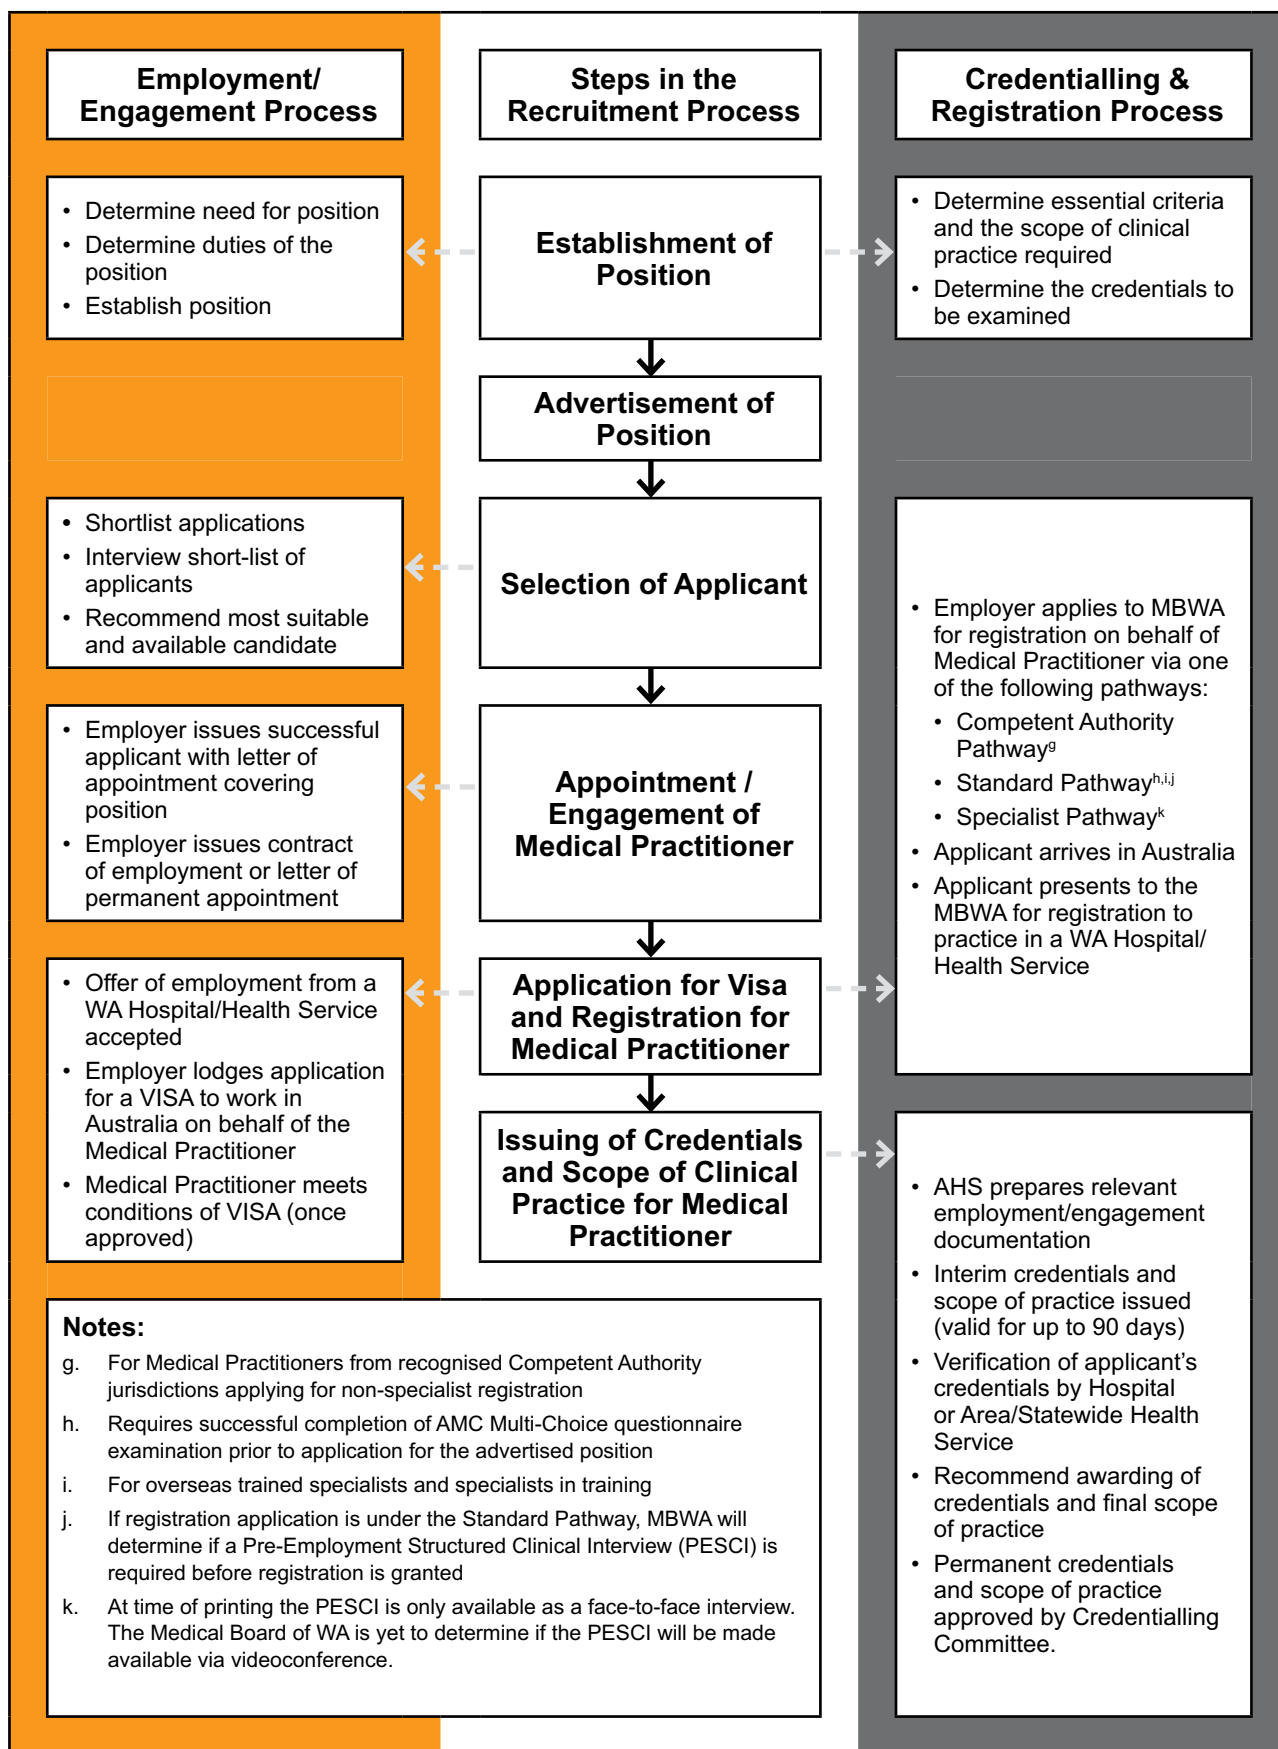 Employment/
Engagement Process
Steps in the
Recruitment Process
Credentialling &
Registration Process
• Determine need for position
• Determine duties of the
position
• Establish position
Establishment of
Position
• Determine essential criteria
and the scope of clinical
practice required
• Determine the credentials to
be examined
Advertisement of
Position
• Shortlist applications
• Interview short-list of
applicants
• Recommend most suitable
and available candidate
Selection of Applicant
• Employer applies to MBWA
for registration on behalf of
Medical Practitioner via one
of the following pathways:
• Competent Authority
Pathwayᵍ
• Standard Pathwayʰ,ⁱ,ʲ
• Specialist Pathwayᵏ
• Applicant arrives in Australia
• Applicant presents to the
MBWA for registration to
practice in a WA Hospital/
Health Service
• Employer issues successful
applicant with letter of
appointment covering
position
• Employer issues contract
of employment or letter of
permanent appointment
Appointment /
Engagement of
Medical Practitioner
• Offer of employment from a
WA Hospital/Health Service
accepted
• Employer lodges application
for a VISA to work in
Australia on behalf of the
Medical Practitioner
• Medical Practitioner meets
conditions of VISA (once
approved)
Application for Visa
and Registration for
Medical Practitioner
Issuing of Credentials
and Scope of Clinical
Practice for Medical
Practitioner
• AHS prepares relevant
employment/engagement
documentation
• Interim credentials and
scope of practice issued
(valid for up to 90 days)
• Verification of applicant’s
credentials by Hospital
or Area/Statewide Health
Service
• Recommend awarding of
credentials and final scope
of practice
• Permanent credentials
and scope of practice
approved by Credentialling
Committee.
Notes:
g. For Medical Practitioners from recognised Competent Authority
jurisdictions applying for non-specialist registration
h. Requires successful completion of AMC Multi-Choice questionnaire
examination prior to application for the advertised position
i. For overseas trained specialists and specialists in training
j. If registration application is under the Standard Pathway, MBWA will
determine if a Pre-Employment Structured Clinical Interview (PESCI) is
required before registration is granted
k. At time of printing the PESCI is only available as a face-to-face interview.
The Medical Board of WA is yet to determine if the PESCI will be made
available via videoconference.